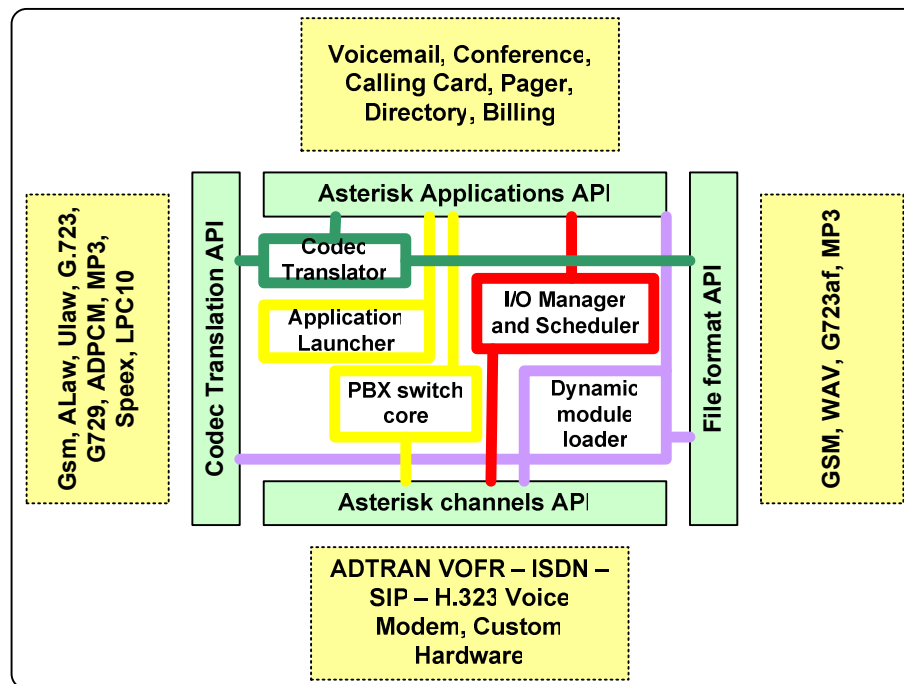 Voicemail, Conference,
Calling Card, Pager,
Directory, Billing
Asterisk Applications API
Gsm, ALaw, Ulaw, G.723,
G729, ADPCM, MP3,
Speex, LPC10
Codec Translation API
Codec
Translator
Application
Launcher
I/O Manager
and Scheduler
PBX switch
core
Dynamic
module
loader
File format API
GSM, WAV, G723af, MP3
Asterisk channels API
ADTRAN VOFR – ISDN –
SIP – H.323 Voice
Modem, Custom
Hardware